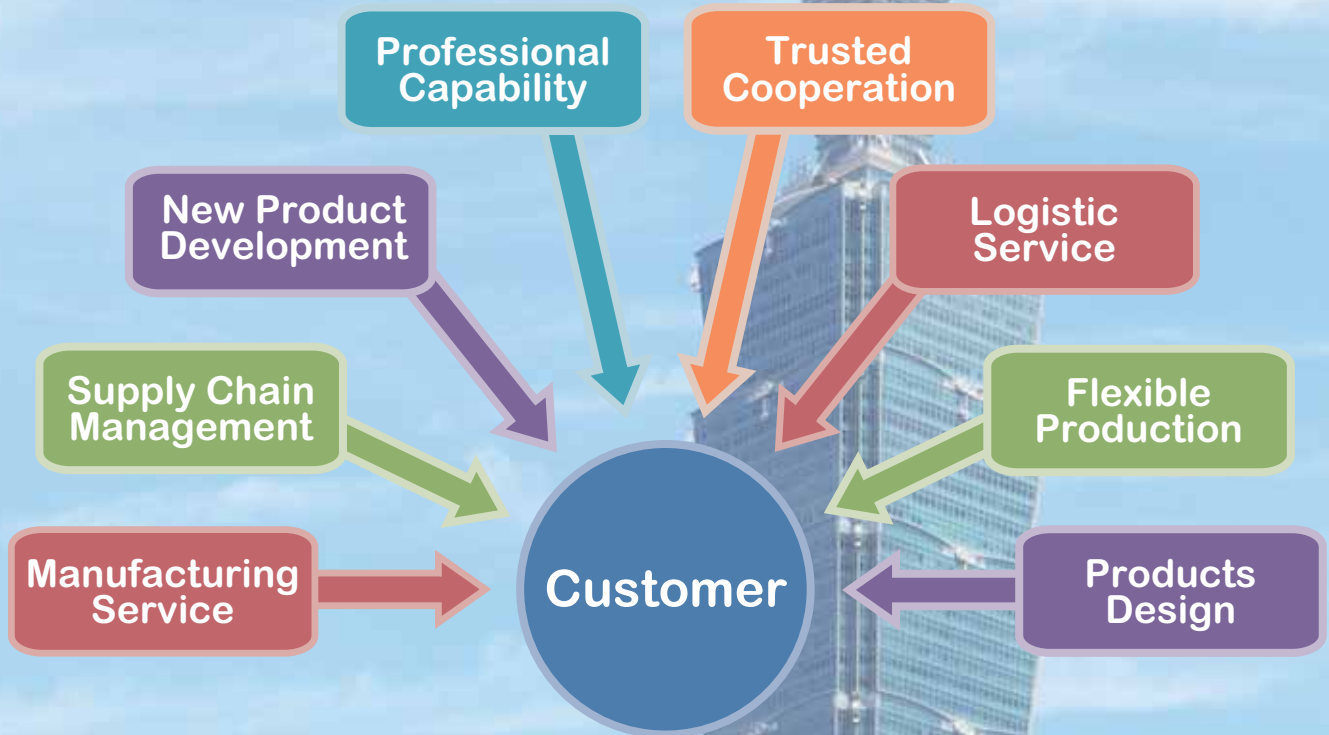 Professional
Capability
Trusted
Cooperation
New Product
Development
Logistic
Service
Supply Chain
Management
Flexible
Production
Manufacturing
Service
Customer
Products
Design